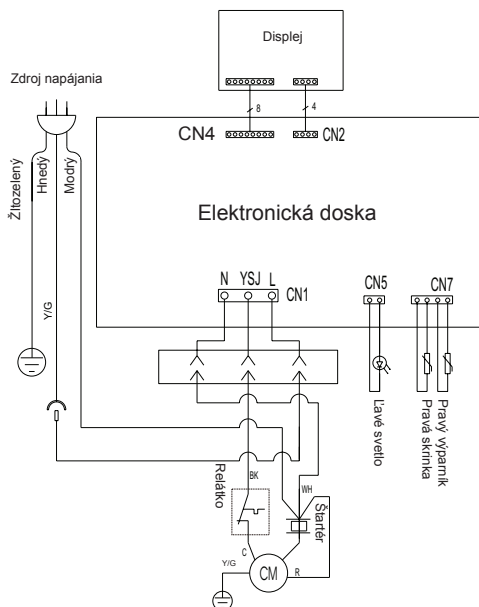 Displej
Zdroj napájania
8
4
CN4
CN2
Žltozelený
Hnedý
Modrý
Elektronická doska
N YSJ L
CN1
CN5
CN7
Y/G
Ľavé svetlo
Pravá skrinka
Pravý výparník
Relátko
BK
WH
Štartér
C
Y/G
CM
R